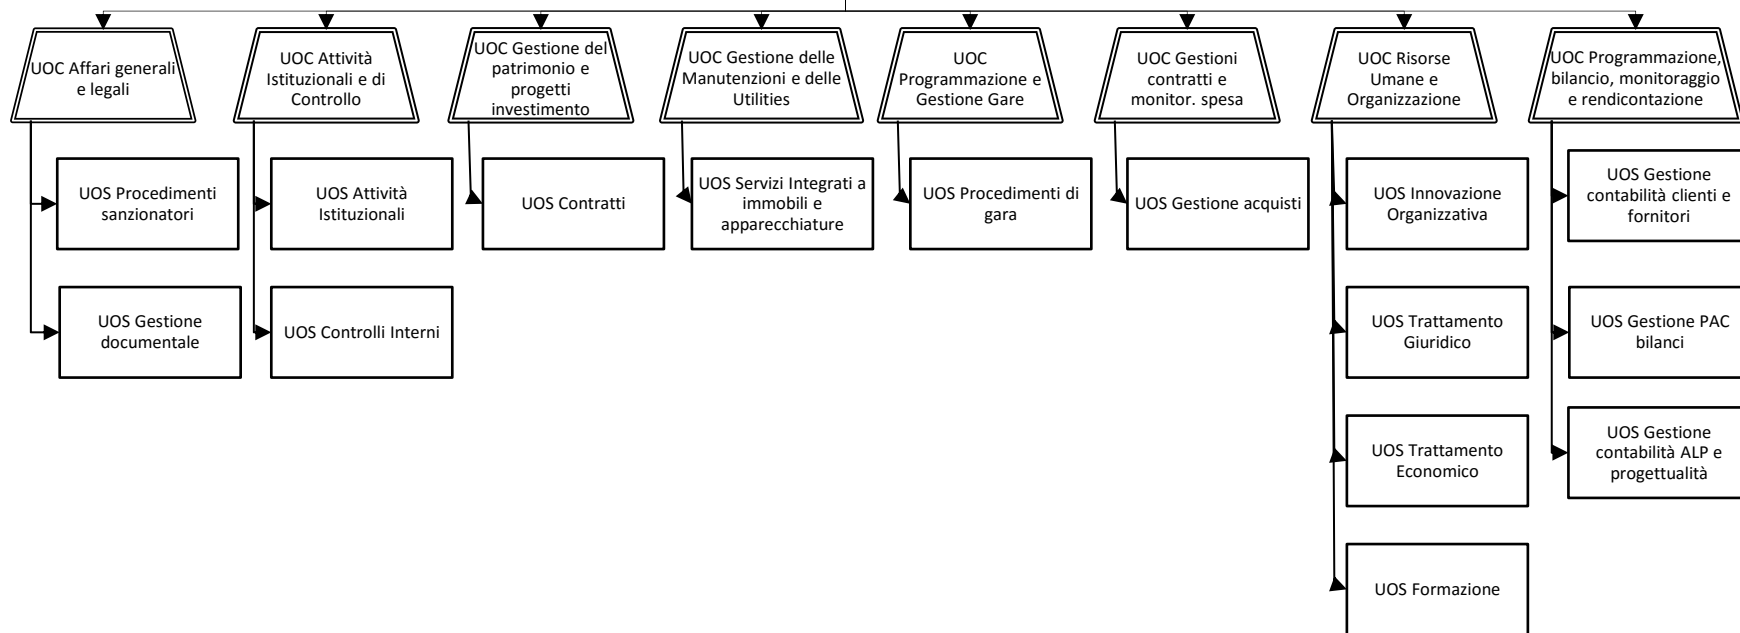 UOC Affari generali
e legali
UOC Attività
Istituzionali e di
Controllo
UOC Gestione del
patrimonio e
progetti
investimento
UOC Gestione delle
Manutenzioni e delle
Utilities
UOC
Programmazione e
Gestione Gare
UOC Gestioni
contratti e
monitor. spesa
UOC Risorse
Umane e
Organizzazione
UOC Programmazione,
bilancio, monitoraggio
e rendicontazione
UOS Procedimenti
sanzionatori
UOS Attività
Istituzionali
UOS Contratti
UOS Servizi Integrati a
immobili e
apparecchiature
UOS Procedimenti di
gara
UOS Gestione acquisti
UOS Innovazione
Organizzativa
UOS Gestione
contabilità clienti e
fornitori
UOS Gestione
documentale
UOS Controlli Interni
UOS Trattamento
Giuridico
UOS Gestione PAC
bilanci
UOS Trattamento
Economico
UOS Gestione
contabilità ALP e
progettualità
UOS Formazione